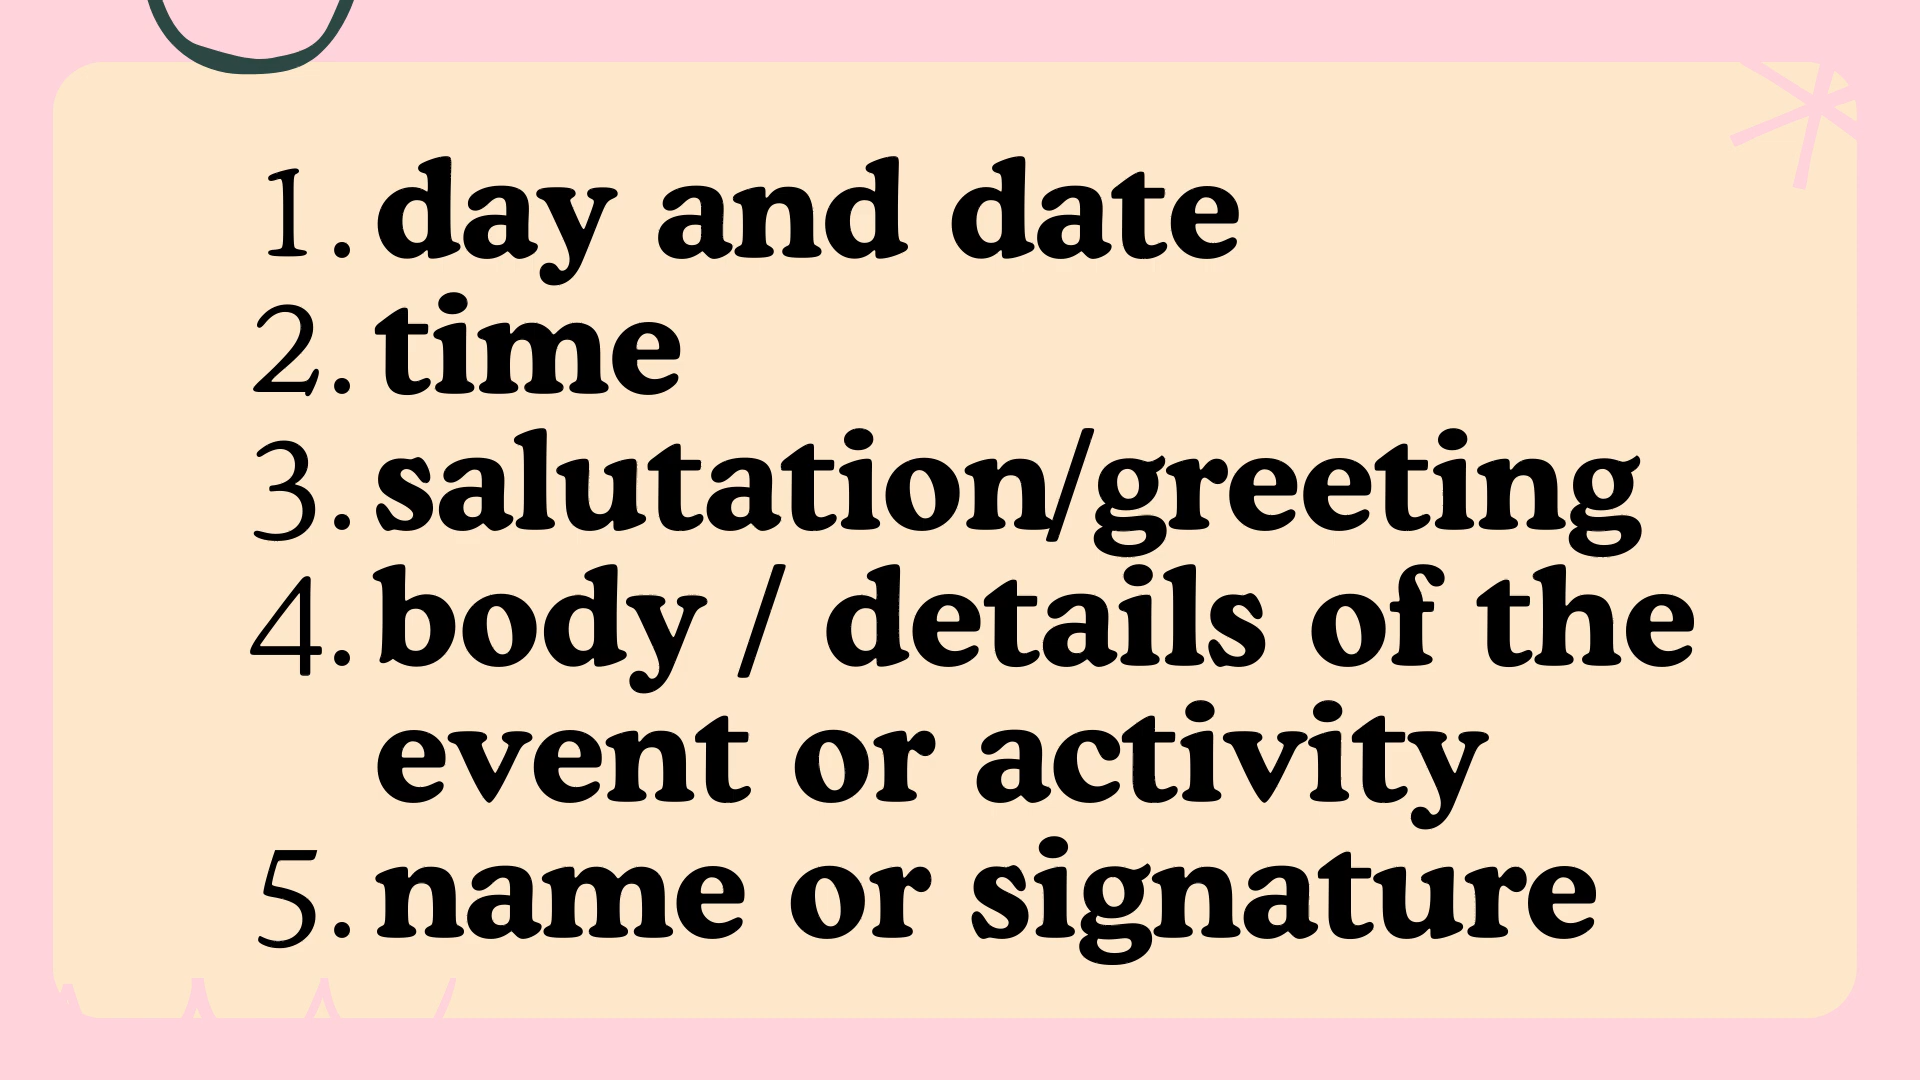 1. day and date
2. time
3. salutation/greeting
4. body / details of the
event or activity
5. name or signature